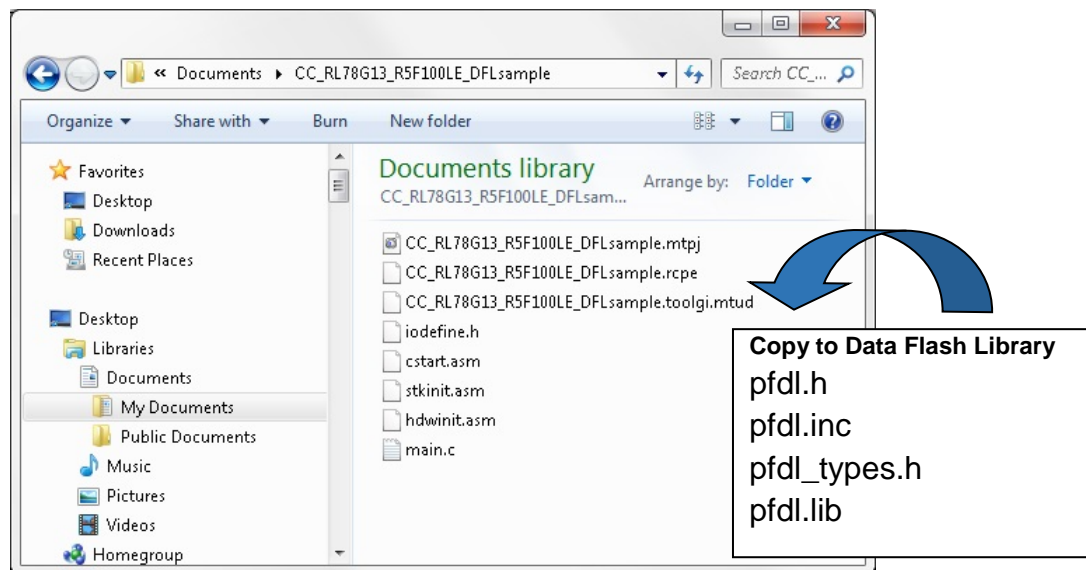 « Documents ▸ CC_RL78G13_R5F100LE_DFLsample
Search CC_...
Organize Share with Burn New folder
Favorites
Desktop
Downloads
Recent Places
Desktop
Libraries
Documents
My Documents
Public Documents
Music
Pictures
Videos
Homegroup
Documents library
CC_RL78G13_R5F100LE_DFLsam...
Arrange by: Folder
CC_RL78G13_R5F100LE_DFLsample.mtpj
CC_RL78G13_R5F100LE_DFLsample.rcpe
CC_RL78G13_R5F100LE_DFLsample.toolgi.mtud
iodefine.h
cstart.asm
stkinit.asm
hdwinit.asm
main.c
Copy to Data Flash Library
pfdl.h
pfdl.inc
pfdl_types.h
pfdl.lib